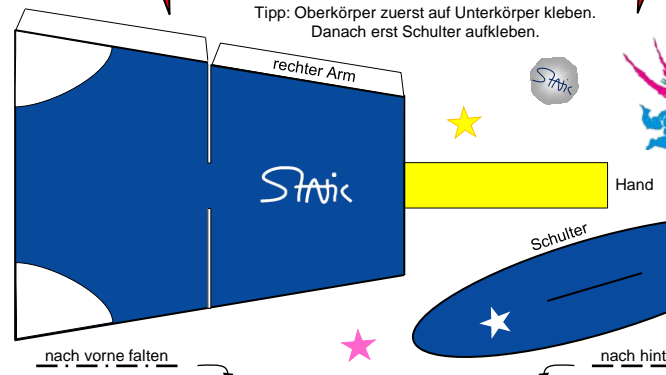 Tipp: Oberkörper zuerst auf Unterkörper kleben.
Danach erst Schulter aufkleben.
rechter Arm
STATIC
STATIC
Hand
Schulter
nach vorne falten
nach hint